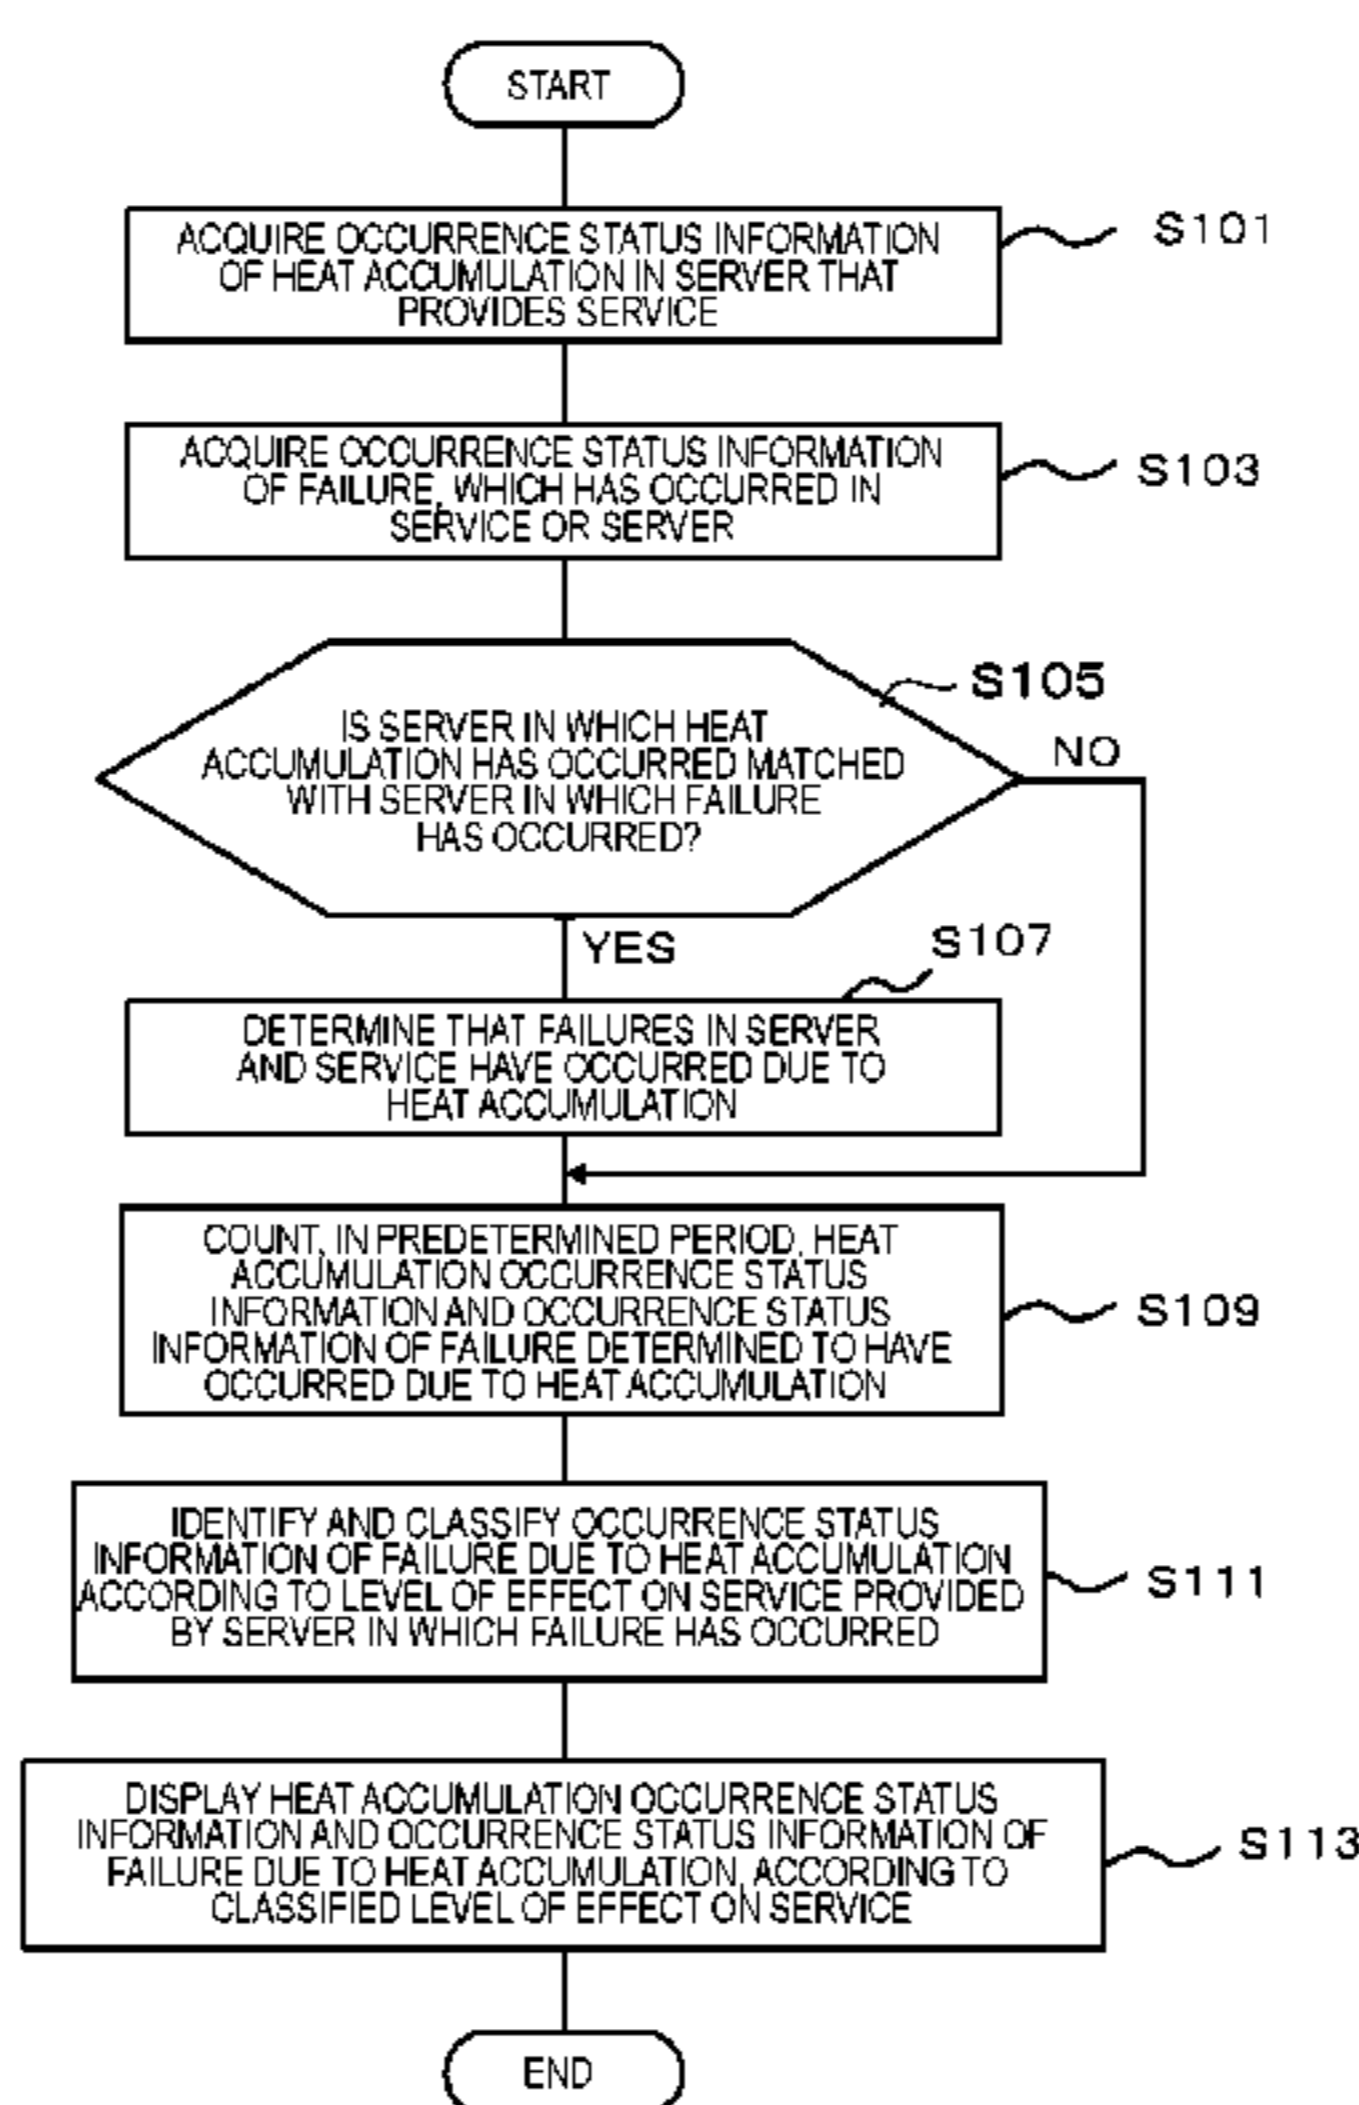 START
ACQUIRE OCCURRENCE STATUS INFORMATION
OF HEAT ACCUMULATION IN SERVER THAT
PROVIDES SERVICE
S101
ACQUIRE OCCURRENCE STATUS INFORMATION
OF FAILURE, WHICH HAS OCCURRED IN
SERVICE OR SERVER
S103
IS SERVER IN WHICH HEAT
ACCUMULATION HAS OCCURRED MATCHED
WITH SERVER IN WHICH FAILURE
HAS OCCURRED?
S105
NO
YES
S107
DETERMINE THAT FAILURES IN SERVER
AND SERVICE HAVE OCCURRED DUE TO
HEAT ACCUMULATION
COUNT, IN PREDETERMINED PERIOD, HEAT
ACCUMULATION OCCURRENCE STATUS
INFORMATION AND OCCURRENCE STATUS
INFORMATION OF FAILURE DETERMINED TO HAVE
OCCURRED DUE TO HEAT ACCUMULATION
S109
IDENTIFY AND CLASSIFY OCCURRENCE STATUS
INFORMATION OF FAILURE DUE TO HEAT ACCUMULATION
ACCORDING TO LEVEL OF EFFECT ON SERVICE PROVIDED
BY SERVER IN WHICH FAILURE HAS OCCURRED
S111
DISPLAY HEAT ACCUMULATION OCCURRENCE STATUS
INFORMATION AND OCCURRENCE STATUS INFORMATION OF
FAILURE DUE TO HEAT ACCUMULATION, ACCORDING TO
CLASSIFIED LEVEL OF EFFECT ON SERVICE
S113
END